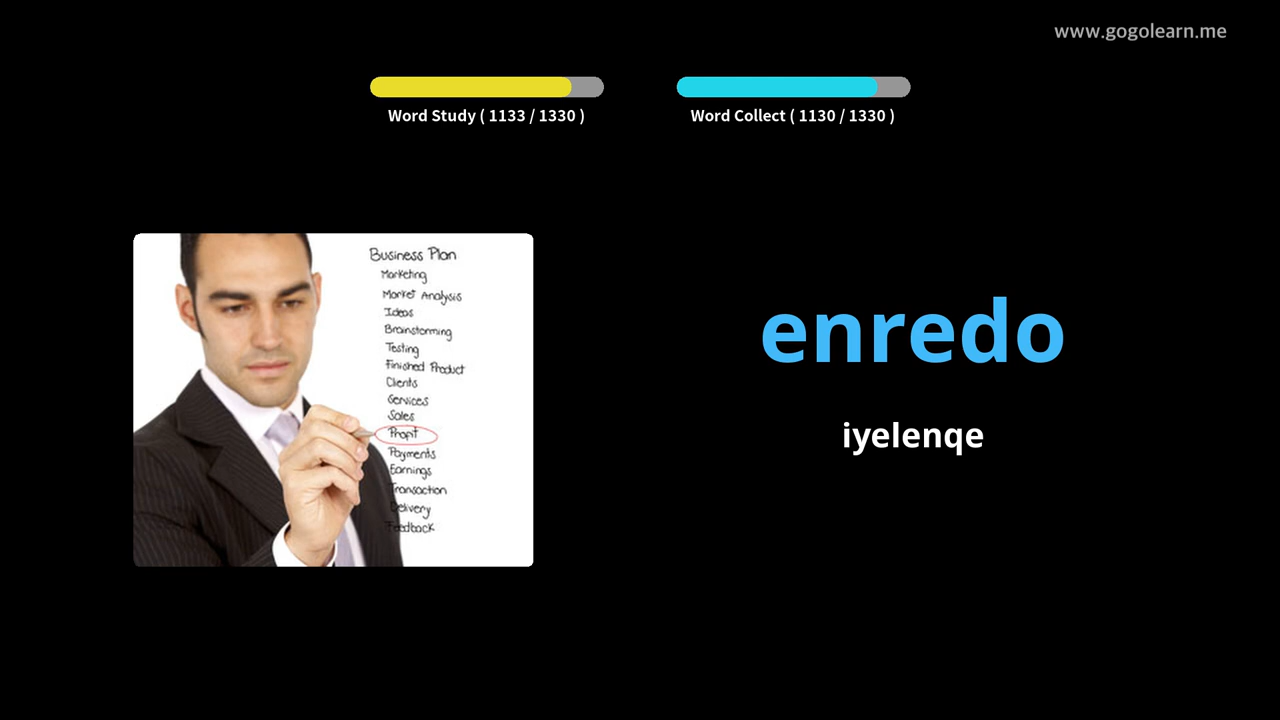 www.gogolearn.me
Word Study ( 1133 / 1330 )
Word Collect ( 1130 / 1330 )
Business Plan
Marketing
Market Analysis
Ideas
Brainstorming
Testing
Finished Product
Clients
Services
Sales
Profit
Payments
Earnings
Transaction
Delivery
Feedback
enredo
iyelenqe